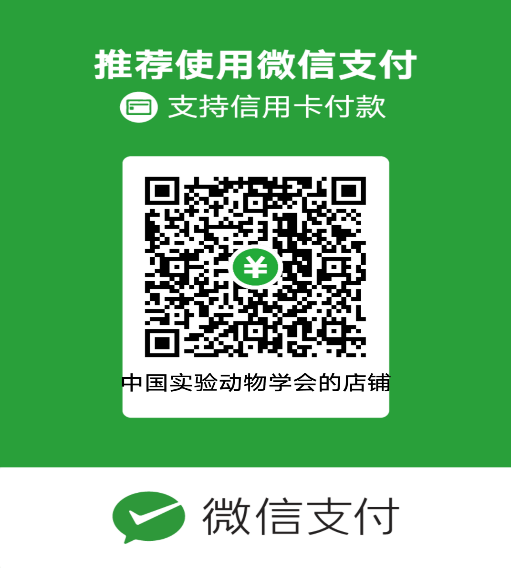 推荐使用微信支付
支持信用卡付款
¥
中国实验动物学会的店铺
微信支付